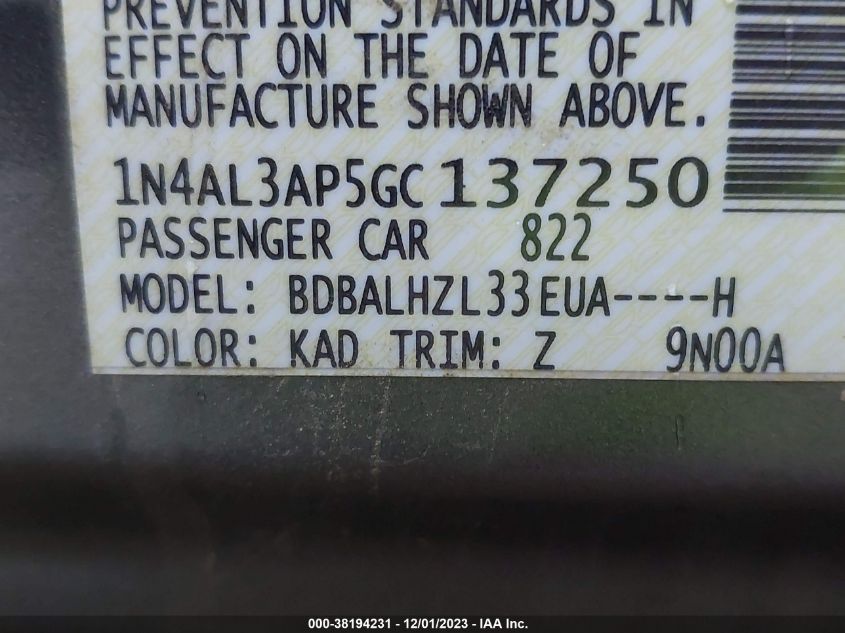 PREVENTION STANDARDS IN
EFFECT ON THE DATE OF
MANUFACTURE SHOWN ABOVE.
1N4AL3AP5GC137250
PASSENGER CAR 822
MODEL: BDBALHZL33EUA----H
COLOR: KAD TRIM: Z 9N00A
000-38194231 - 12/01/2023 - IAA Inc.